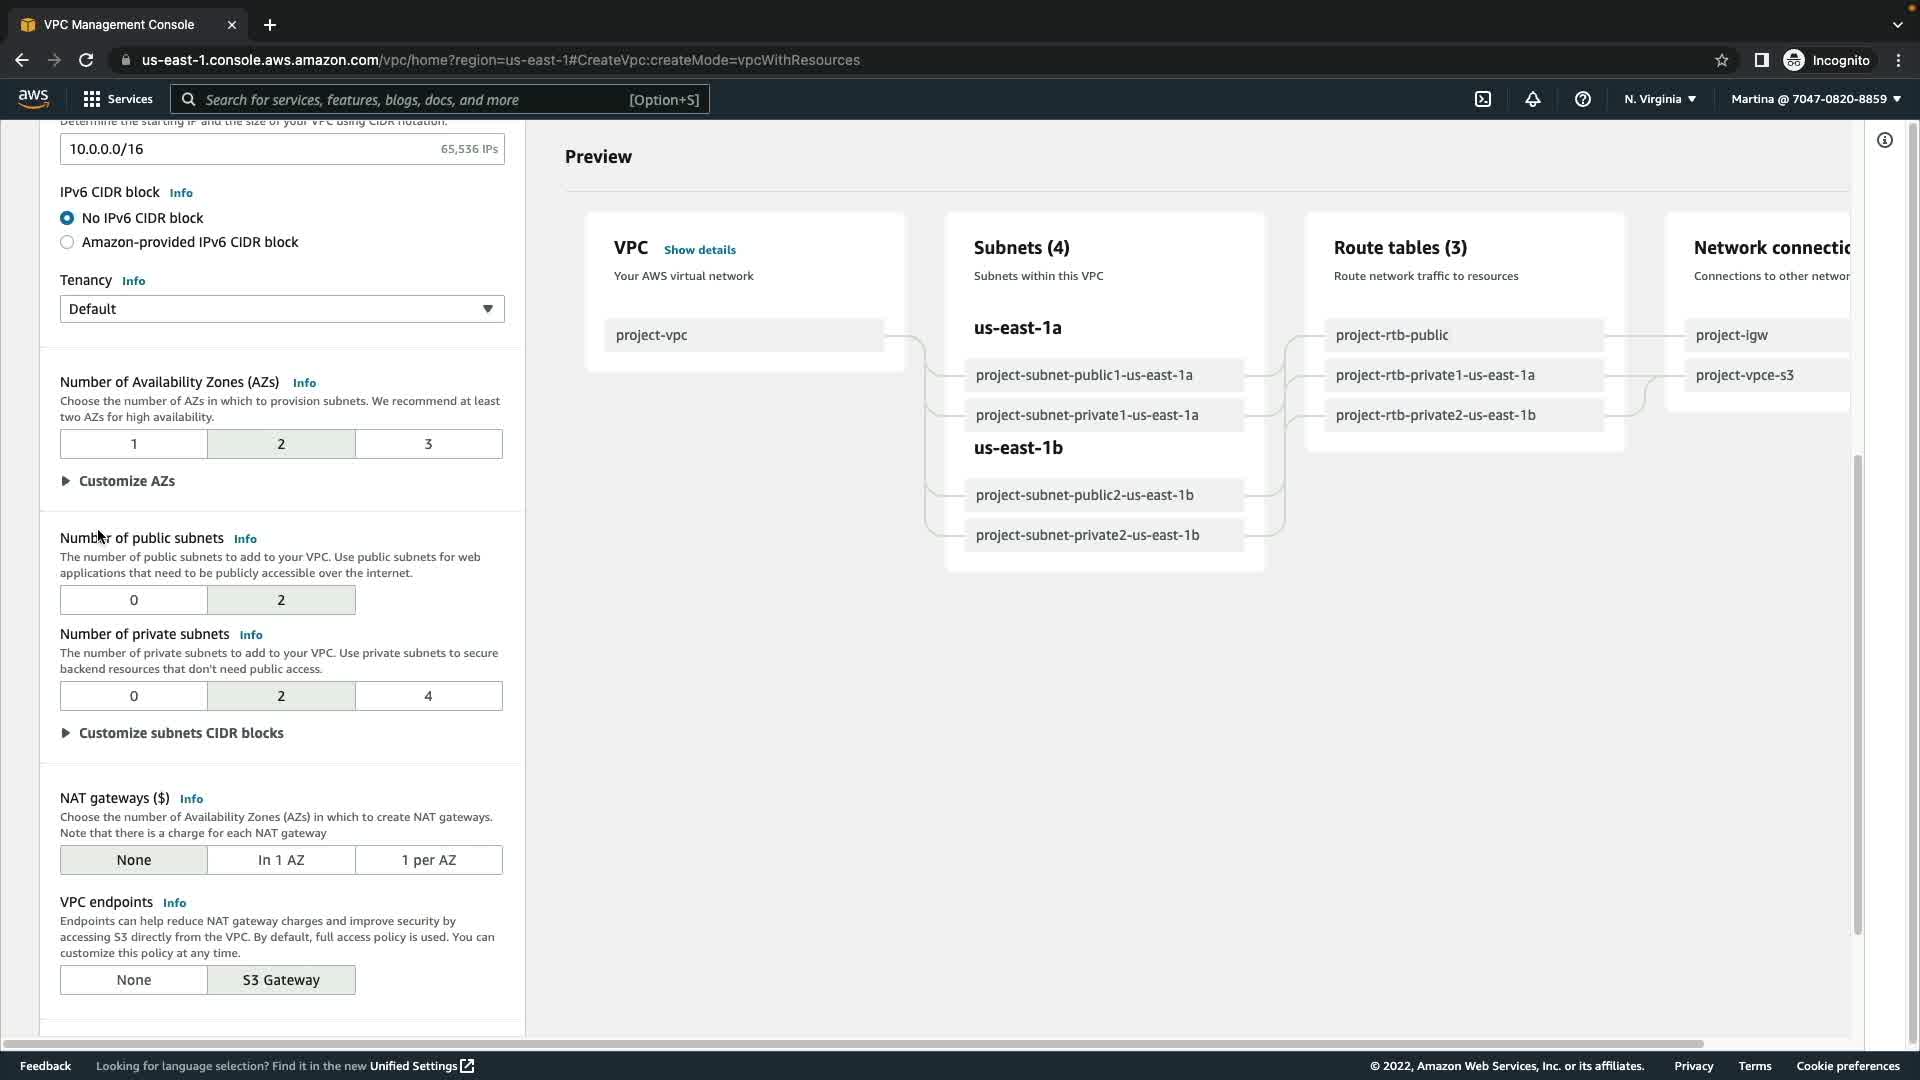 VPC Management Console
us-east-1.console.aws.amazon.com/vpc/home?region=us-east-1#CreateVpc:createMode=vpcWithResources
Incognito
aws
Services
Search for services, features, blogs, docs, and more
[Option+S]
N. Virginia
Martina @ 7047-0820-8859
Determine the starting IP and the size of your VPC using CIDR notation.
10.0.0.0/16
65,536 IPs
IPv6 CIDR block Info
No IPv6 CIDR block
Amazon-provided IPv6 CIDR block
Tenancy Info
Default
Number of Availability Zones (AZs) Info
Choose the number of AZs in which to provision subnets. We recommend at least
two AZs for high availability.
1 2 3
Customize AZs
Number of public subnets Info
The number of public subnets to add to your VPC. Use public subnets for web
applications that need to be publicly accessible over the internet.
0 2
Number of private subnets Info
The number of private subnets to add to your VPC. Use private subnets to secure
backend resources that don't need public access.
0 2 4
Customize subnets CIDR blocks
NAT gateways ($) Info
Choose the number of Availability Zones (AZs) in which to create NAT gateways.
Note that there is a charge for each NAT gateway
None In 1 AZ 1 per AZ
VPC endpoints Info
Endpoints can help reduce NAT gateway charges and improve security by
accessing S3 directly from the VPC. By default, full access policy is used. You can
customize this policy at any time.
None S3 Gateway
Preview
VPC Show details
Your AWS virtual network
project-vpc
Subnets (4)
Subnets within this VPC
us-east-1a
project-subnet-public1-us-east-1a
project-subnet-private1-us-east-1a
us-east-1b
project-subnet-public2-us-east-1b
project-subnet-private2-us-east-1b
Route tables (3)
Route network traffic to resources
project-rtb-public
project-rtb-private1-us-east-1a
project-rtb-private2-us-east-1b
Network connectio
Connections to other networ
project-igw
project-vpce-s3
Feedback
Looking for language selection? Find it in the new Unified Settings
© 2022, Amazon Web Services, Inc. or its affiliates.
Privacy
Terms
Cookie preferences